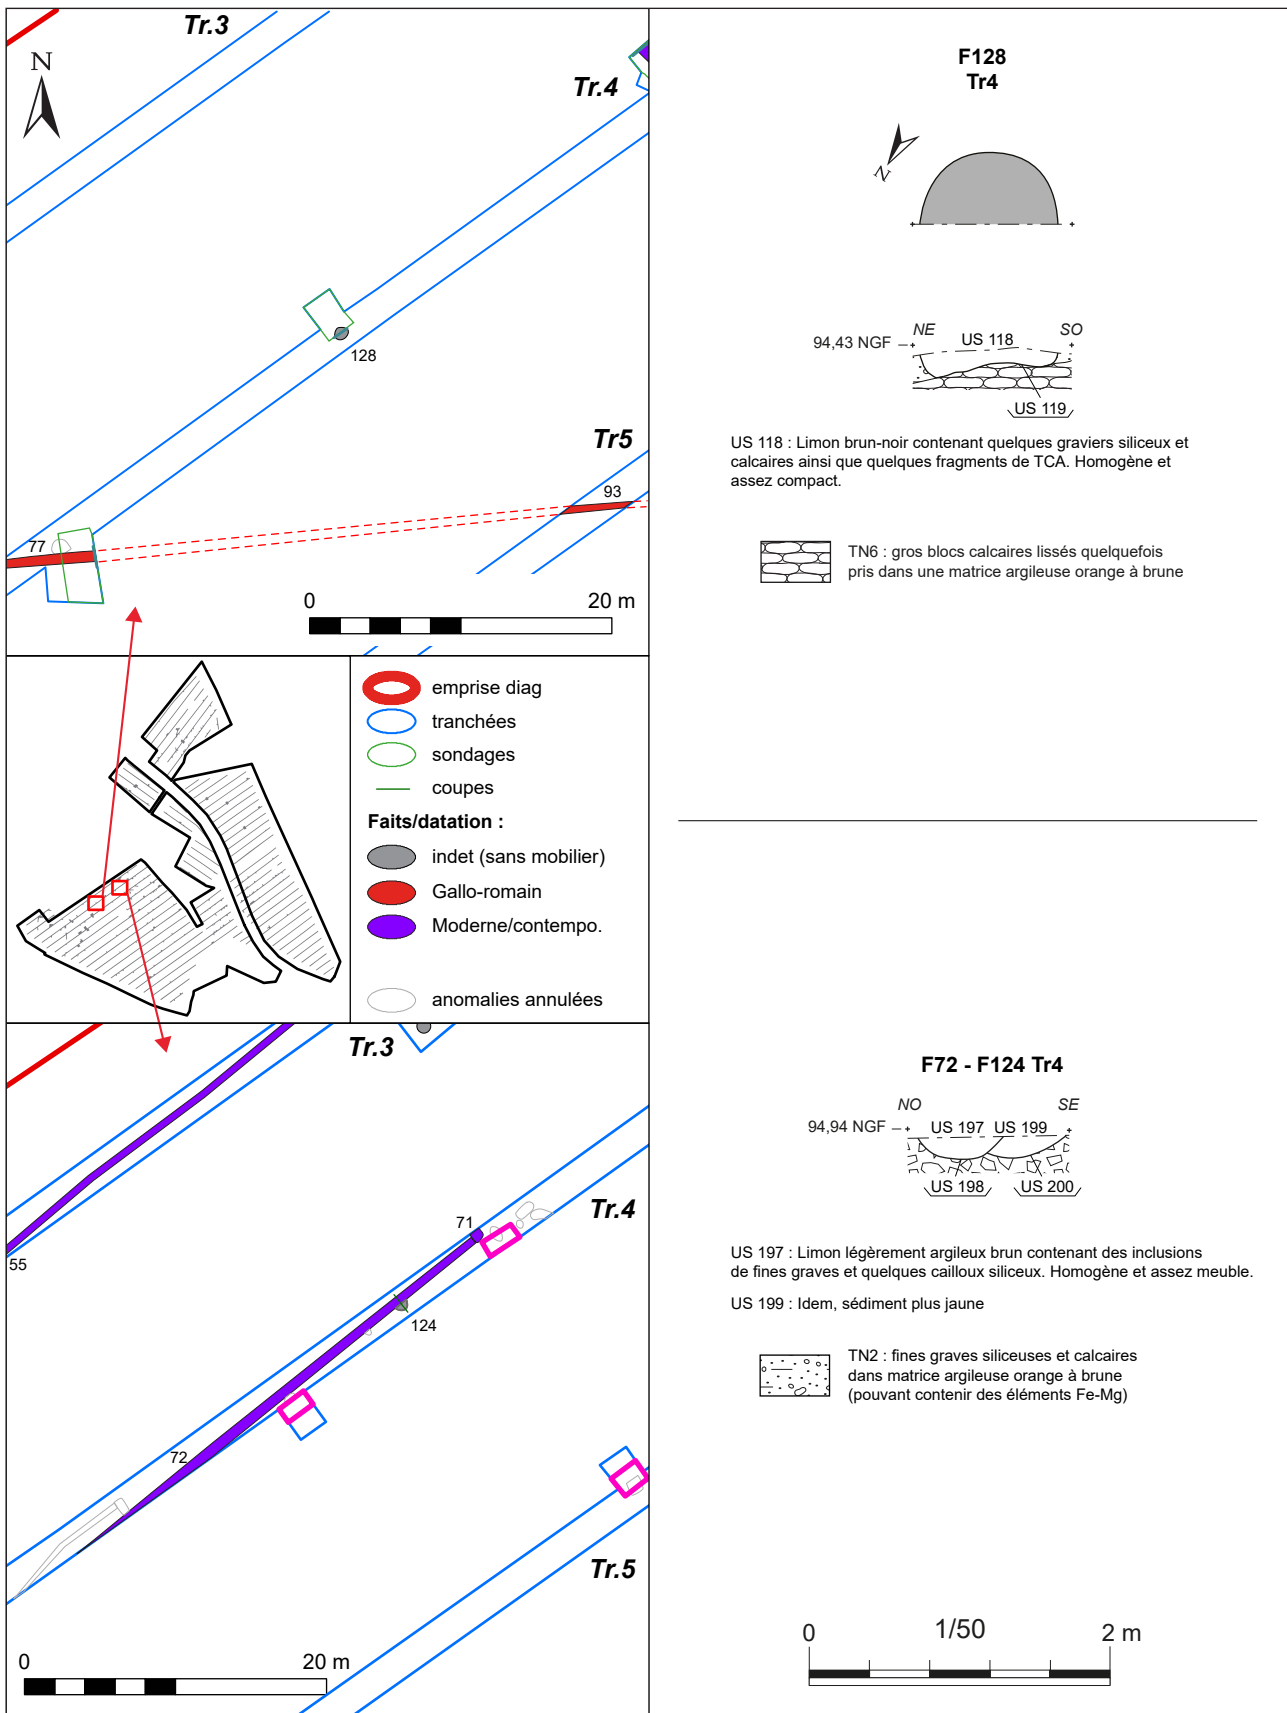 Tr.3
N
Tr.4
128
Tr5
93
77
0 20 m
emprise diag
tranchées
sondages
coupes
Faits/datation :
indet (sans mobilier)
Gallo-romain
Moderne/contempo.
anomalies annulées
Tr.3
Tr.4
71
55
124
72
Tr.5
0 20 m
F128
Tr4
N
NE SO
94,43 NGF US 118
US 119
US 118 : Limon brun-noir contenant quelques graviers siliceux et
calcaires ainsi que quelques fragments de TCA. Homogène et
assez compact.
TN6 : gros blocs calcaires lissés quelquefois
pris dans une matrice argileuse orange à brune
F72 - F124 Tr4
NO SE
94,94 NGF US 197 US 199
US 198 US 200
US 197 : Limon légèrement argileux brun contenant des inclusions
de fines graves et quelques cailloux siliceux. Homogène et assez meuble.
US 199 : Idem, sédiment plus jaune
TN2 : fines graves siliceuses et calcaires
dans matrice argileuse orange à brune
(pouvant contenir des éléments Fe-Mg)
0 1/50 2 m